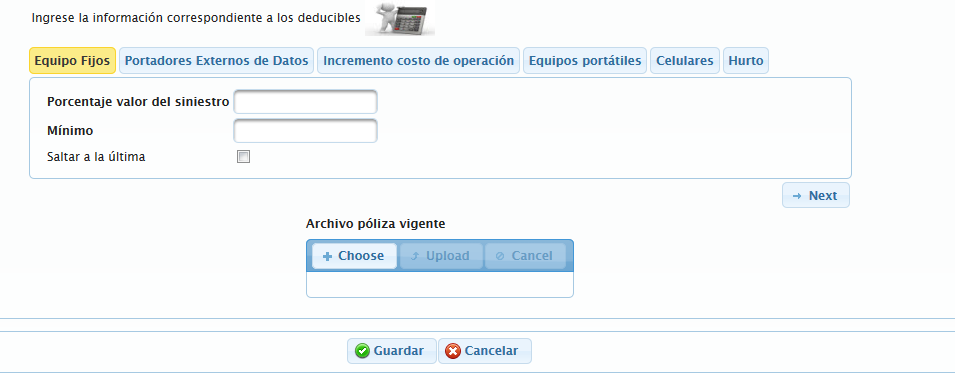 Ingrese la información correspondiente a los deducibles
Equipo Fijos Portadores Externos de Datos Incremento costo de operación Equipos portátiles Celulares Hurto
Porcentaje valor del siniestro
Mínimo
Saltar a la última
Next
Archivo póliza vigente
Choose Upload Cancel
Guardar Cancelar